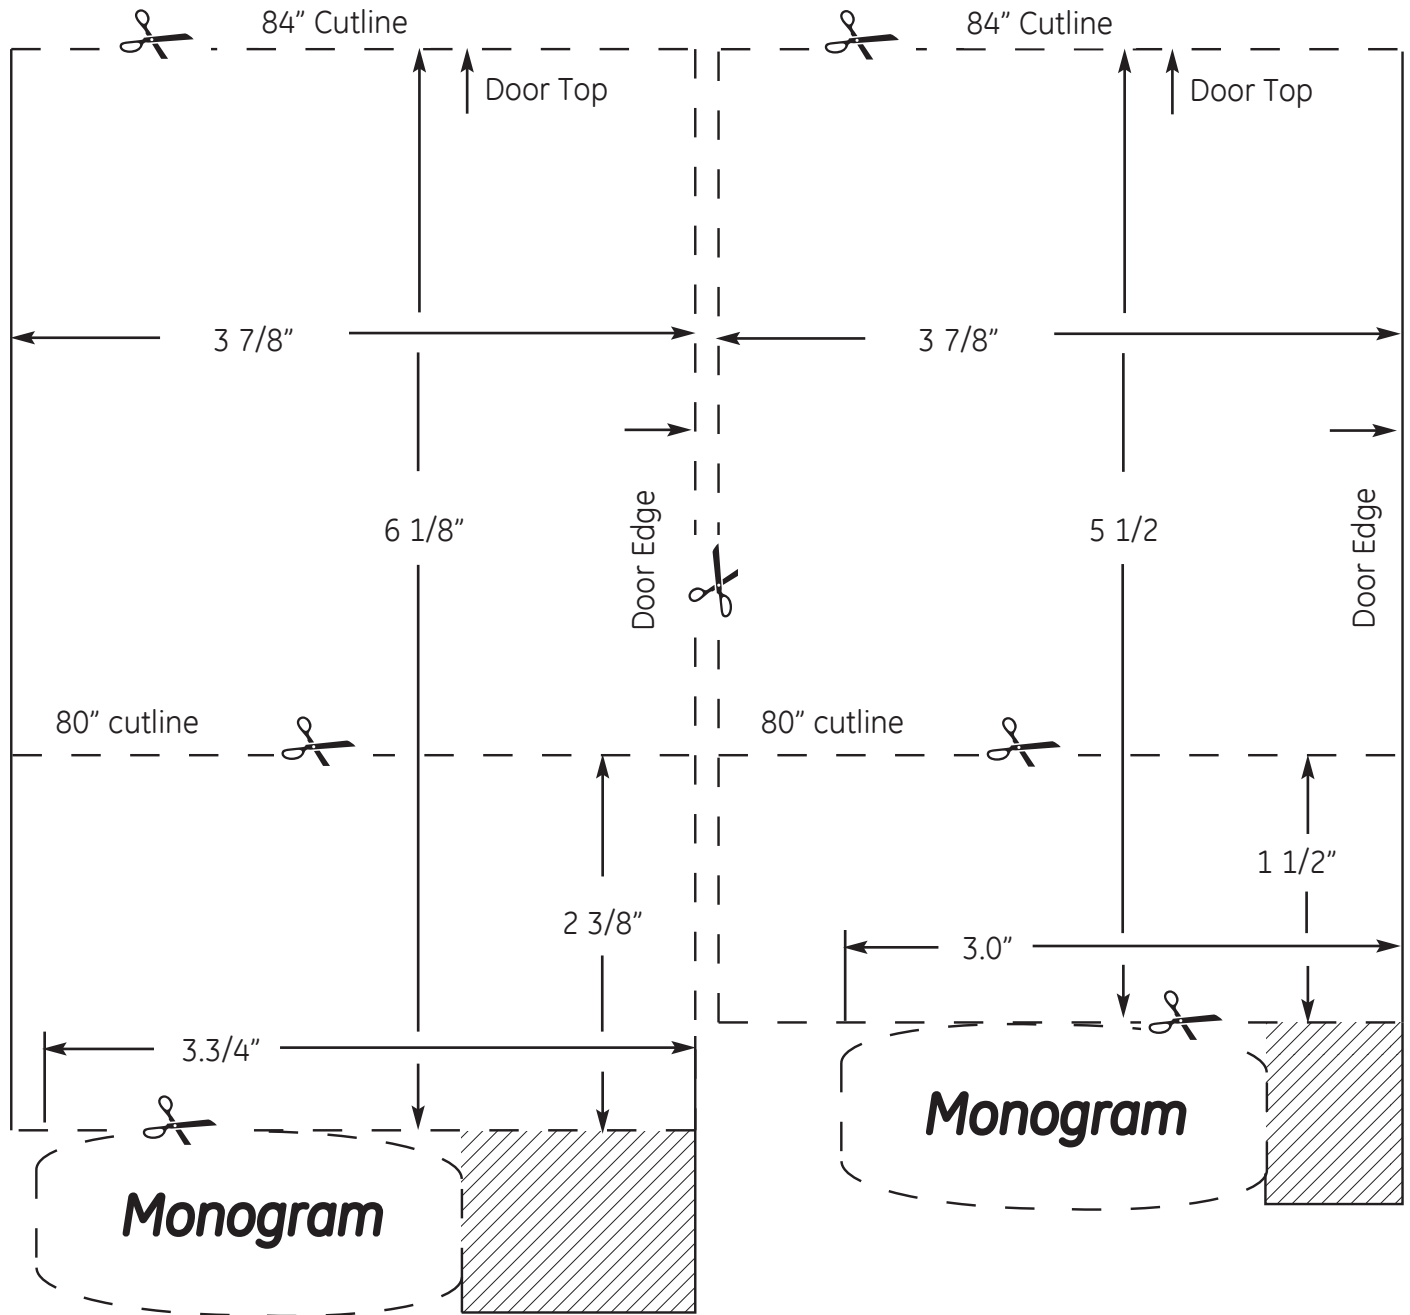 84” Cutline
Door Top
3 7/8”
6 1/8”
Door Edge
80” cutline
2 3/8”
3.3/4”
Monogram
84” Cutline
Door Top
3 7/8”
5 1/2
Door Edge
80” cutline
1 1/2”
3.0”
Monogram